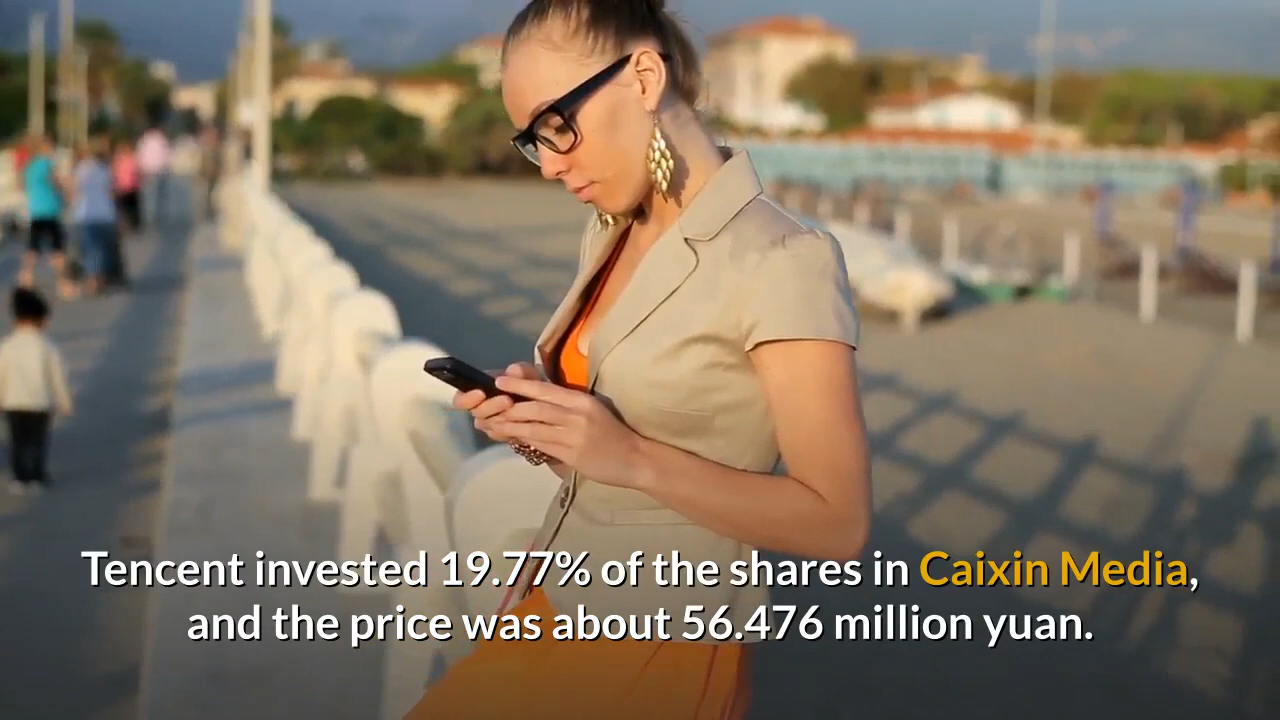 Tencent invested 19.77% of the shares in Caixin Media,
and the price was about 56.476 million yuan.